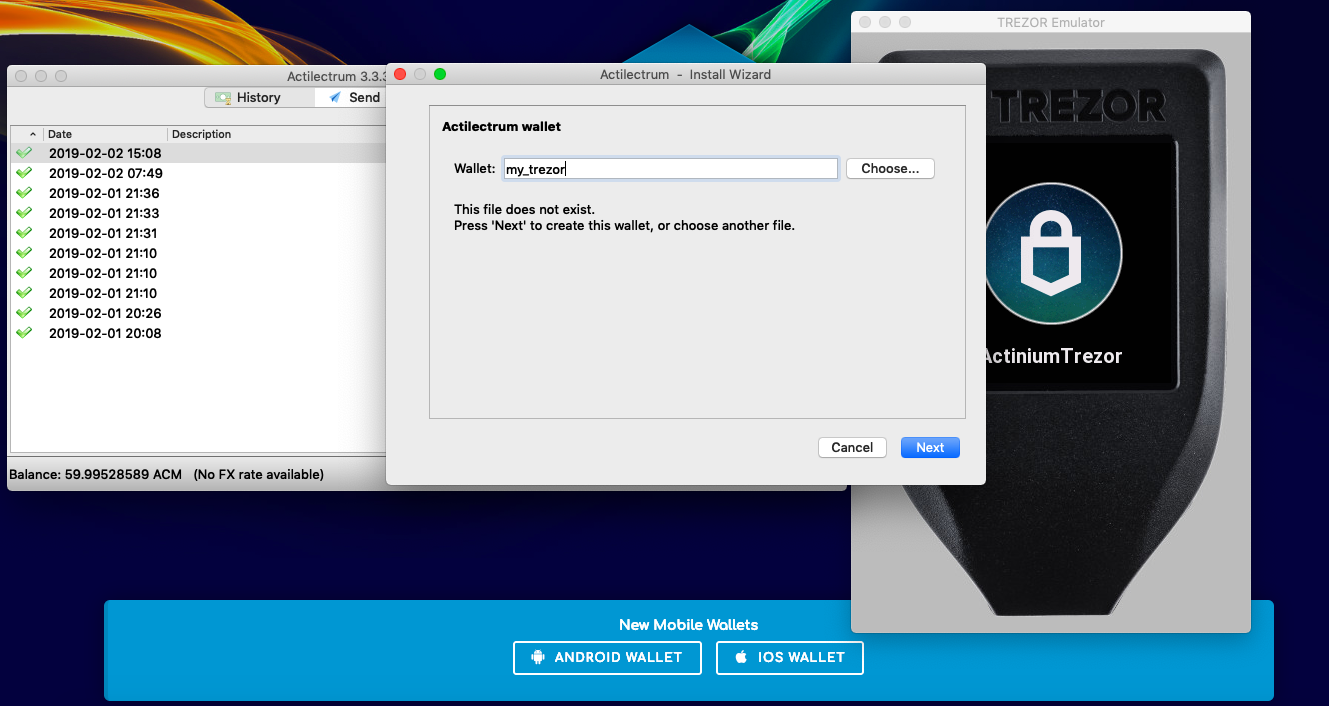 Actilectrum 3.3.3
History
Send
Date
Description
2019-02-02 15:08
2019-02-02 07:49
2019-02-01 21:36
2019-02-01 21:33
2019-02-01 21:31
2019-02-01 21:10
2019-02-01 21:10
2019-02-01 21:10
2019-02-01 20:26
2019-02-01 20:08
Balance: 59.99528589 ACM (No FX rate available)
Actilectrum - Install Wizard
Actilectrum wallet
Wallet: my_trezor Choose...
This file does not exist.
Press 'Next' to create this wallet, or choose another file.
Cancel Next
TREZOR Emulator
TREZOR
ActiniumTrezor
New Mobile Wallets
ANDROID WALLET
IOS WALLET